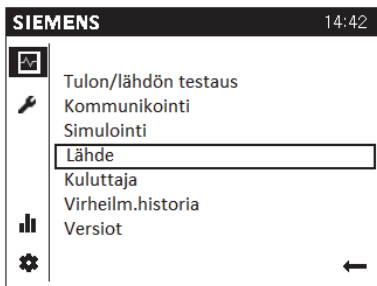 SIEMENS 14:42
Tulon/lähdön testaus
Kommunikointi
Simulointi
Lähde
Kuluttaja
Virheilm.historia
Versiot